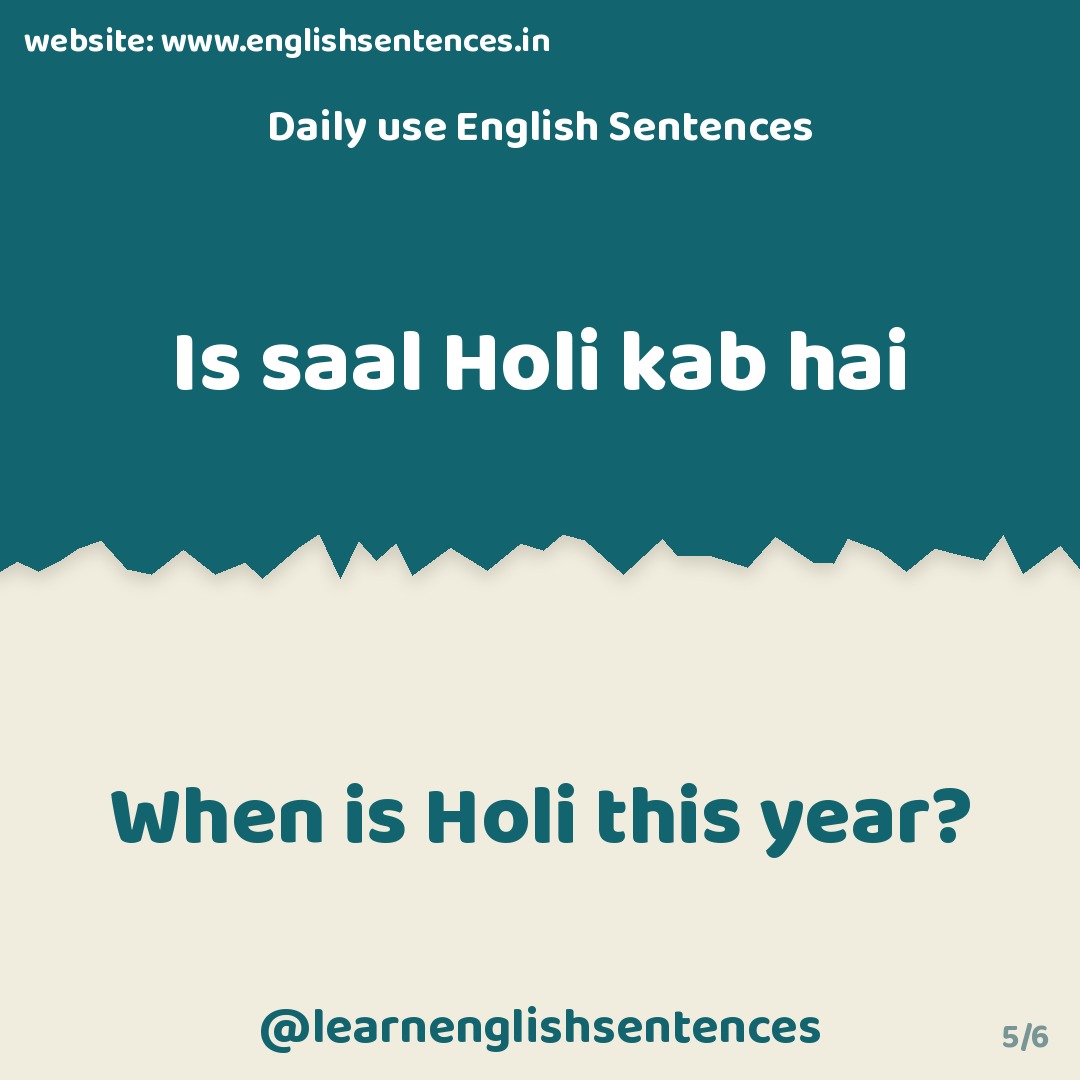 website: www.englishsentences.in
Daily use English Sentences
Is saal Holi kab hai
When is Holi this year?
@learnenglishsentences
5/6